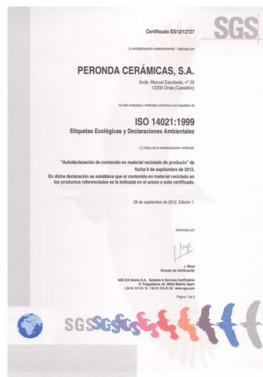 Certificado ES12/12727
SGS
La autodeclaración medioambiental realizada por
PERONDA CERÁMICAS, S.A.
Avda. Manuel Escobedo, nº 26
12200 Onda (Castellón)
ha sido evaluada y certificada conforme a los requisitos de
ISO 14021:1999
Etiquetas Ecológicas y Declaraciones Ambientales
"Autodeclaración de contenido en material reciclado de producto" de
fecha 6 de septiembre de 2012.
En dicha declaración se establece que el contenido en material reciclado en
los productos referenciados es la indicada en el anexo a este certificado.
26 de septiembre de 2012. Edición 1.
Autorizado por
Director de Certificación
SGS ICS Ibérica S.A. Systems & Services Certification
28042 Madrid, Spain
www.sgs.com
Página 1 de 2
SGS SGS